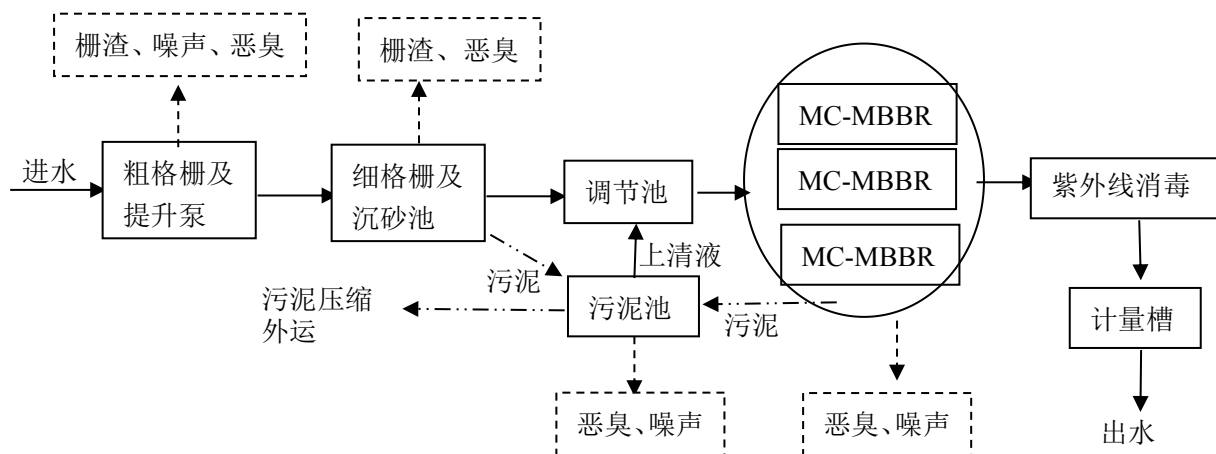 栅渣、噪声、恶臭
栅渣、恶臭
进水
粗格栅及
提升泵
细格栅及
沉砂池
调节池
MC-MBBR
MC-MBBR
MC-MBBR
紫外线消毒
上清液
污泥
污泥压缩
外运
污泥池
污泥
计量槽
恶臭、噪声
恶臭、噪声
出水